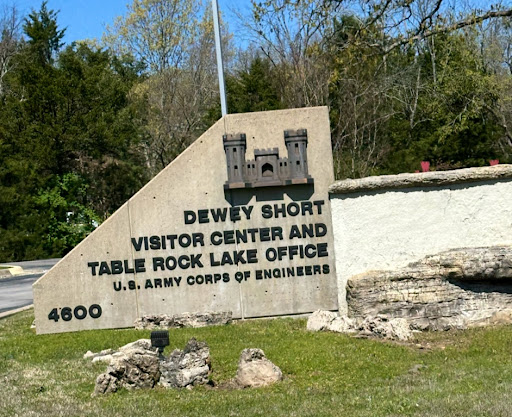 DEWEY SHORT
VISITOR CENTER AND
TABLE ROCK LAKE OFFICE
U.S. ARMY CORPS OF ENGINEERS
4600